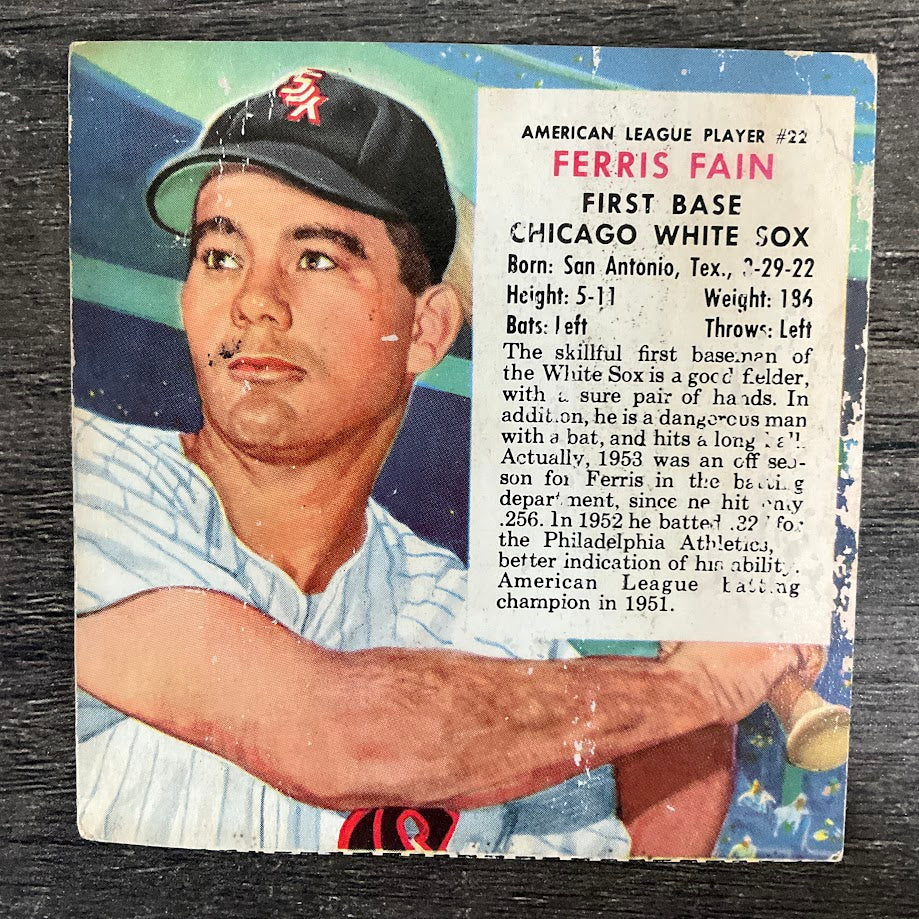 SOX
AMERICAN LEAGUE PLAYER #22
FERRIS FAIN
FIRST BASE
CHICAGO WHITE SOX
Born: San Antonio, Tex., -29-22
Height: 5-11 Weight: 186
Bats: Left Throws: Left
The skillful first baseman of
the White Sox is a good fielder,
with a sure pair of hands. In
addition, he is a dangerous man
with a bat, and hits a long ball.
Actually, 1953 was an off sea-
son for Ferris in the batting
department, since he hit only
.256. In 1952 he batted .32 for
the Philadelphia Athletics,
better indication of his ability.
American League batting
champion in 1951.